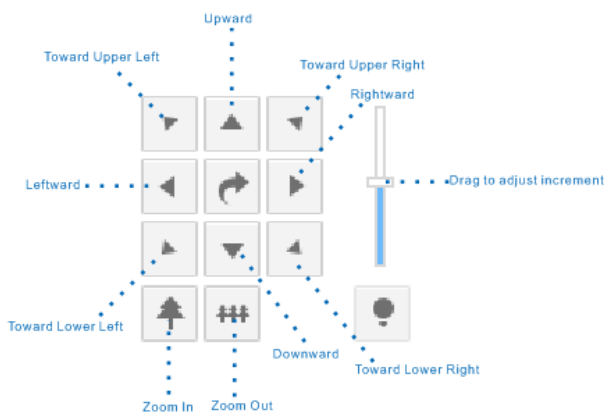 Upward
Toward Upper Left
Toward Upper Right
Rightward
Leftward
Drag to adjust increment
Toward Lower Left
Downward
Toward Lower Right
Zoom In
Zoom Out